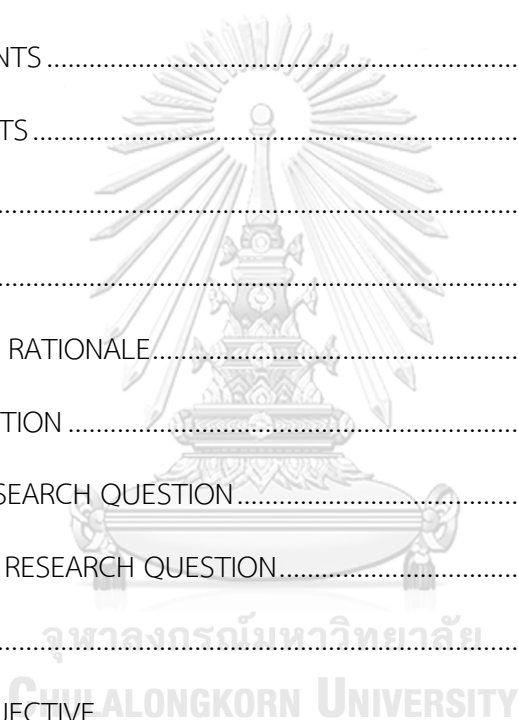 NTS ..................................................
TS ....................................................
..........................................................
..........................................................
RATIONALE.......................................
TION .................................................
SEARCH QUESTION ............................
RESEARCH QUESTION.........................
จุฬาลงกรณ์มหาวิทยาลัย
..........................................................
CHULALONGKORN UNIVERSITY
JECTIVE ..............................................